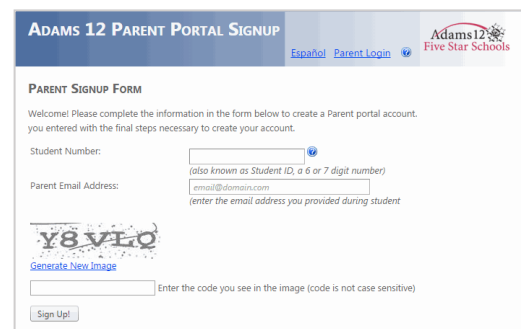 ADAMS 12 PARENT PORTAL SIGNUP
Español Parent Login
Adams12
Five Star Schools
PARENT SIGNUP FORM
Welcome! Please complete the information in the form below to create a Parent portal account.
you entered with the final steps necessary to create your account.
Student Number:
(also known as Student ID, a 6 or 7 digit number)
Parent Email Address:
email@domain.com
(enter the email address you provided during student
Y8VLO
Generate New Image
Enter the code you see in the image (code is not case sensitive)
Sign Up!